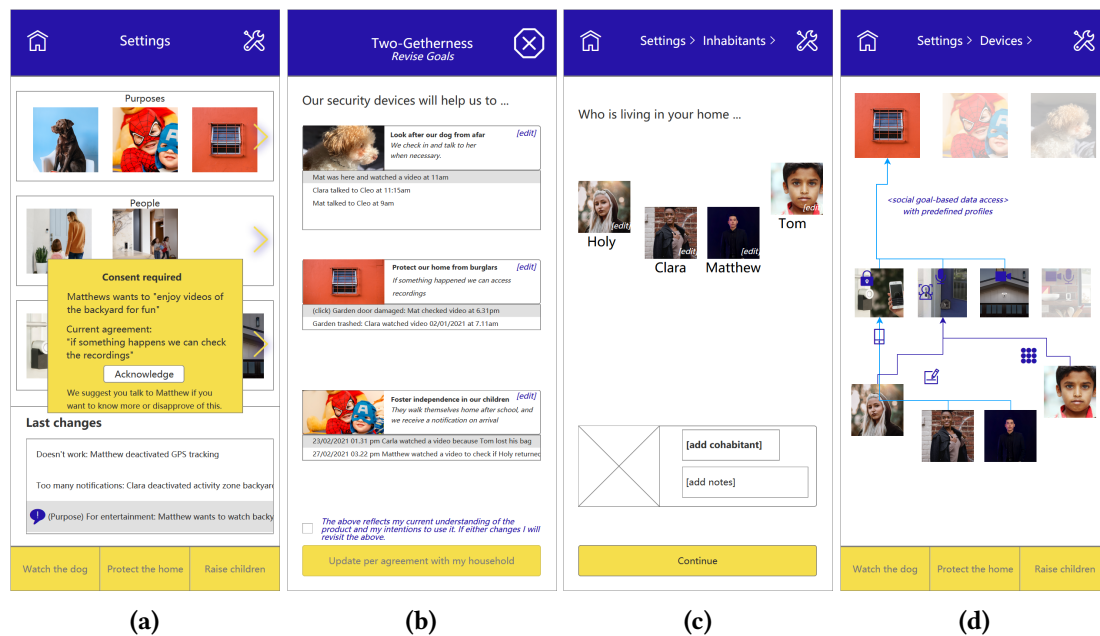 Settings
Purposes
People
Consent required
Matthews wants to "enjoy videos of
the backyard for fun"
Current agreement:
"if something happens we can check
the recordings"
Acknowledge
We suggest you talk to Matthew if you
want to know more or disapprove of this.
Last changes
Doesn't work: Matthew deactivated GPS
tracking
Too many notifications: Clara deactivated activity zone backyar
(Purpose) For entertainment: Matthew wants to watch backy
Watch the dog
Protect the home
Raise children
(a)
Two-Getherness
Revise Goals
Our security devices will help us to ...
Look after our dog from afar
[edit]
We check in and talk to her
when necessary.
Mat was here and watched a video at 11am
Clara talked to Cleo at 11:15am
Mat talked to Cleo at 9am
Protect our home from burglars
[edit]
If something happened we can access
recordings
(click) Garden door damaged: Mat checked video at 6.31pm
Garden trashed: Clara watched video 02/01/2021 at 7.11am
Foster independence in our children
[edit]
They walk themselves home after school, and
we receive a notification on arrival
23/02/2021 01.31 pm Carla watched a video because Tom lost his bag
27/02/2021 03.22 pm Matthew watched a video to check if Holy returned
The above reflects my current understanding of the
product and my intentions to use it. If either changes I will
revisit the above.
Update per agreement with my household
(b)
Settings > Inhabitants >
Who is living in your home ...
[edit]
Holy
[edit]
Clara
[edit]
Matthew
[edit]
Tom
[add cohabitant]
[add notes]
Continue
(c)
Settings > Devices >
<social goal-based data access>
with predefined profiles
Watch the dog
Protect the home
Raise children
(d)